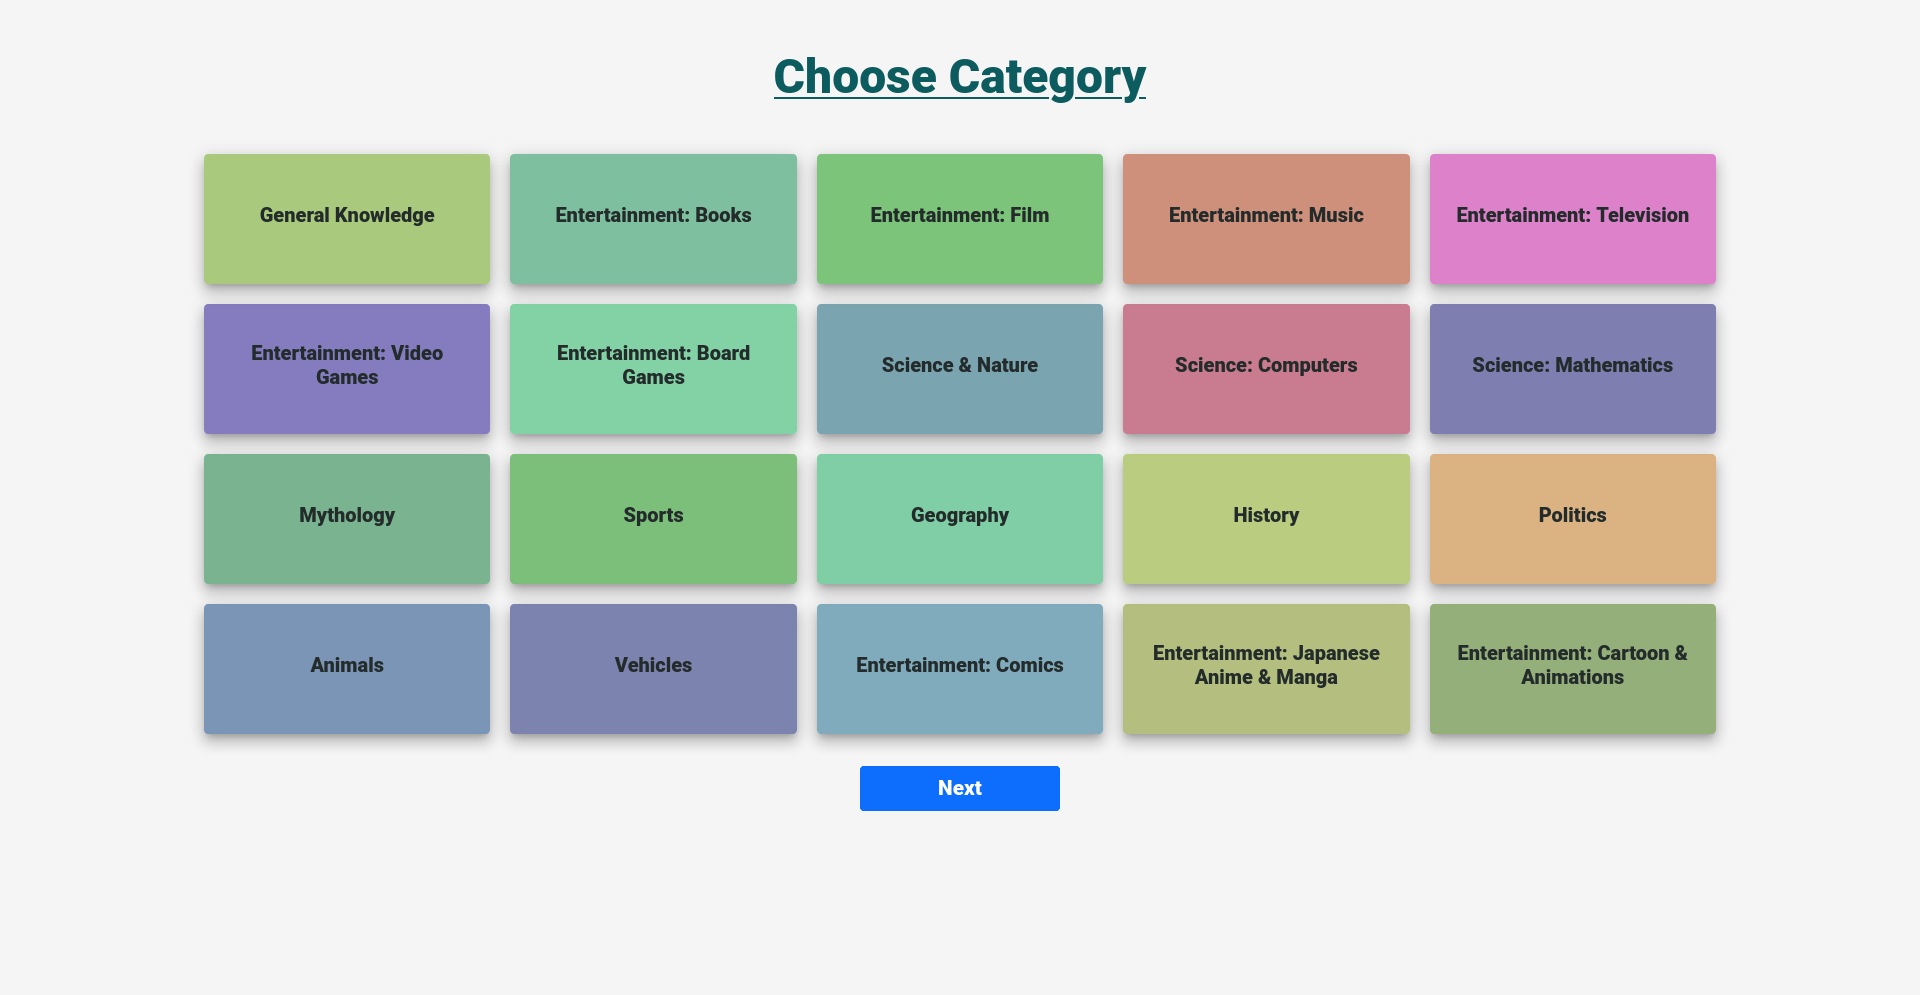 Choose Category
General Knowledge
Entertainment: Books
Entertainment: Film
Entertainment: Music
Entertainment: Television
Entertainment: Video
Games
Entertainment: Board
Games
Science & Nature
Science: Computers
Science: Mathematics
Mythology
Sports
Geography
History
Politics
Animals
Vehicles
Entertainment: Comics
Entertainment: Japanese
Anime & Manga
Entertainment: Cartoon &
Animations
Next